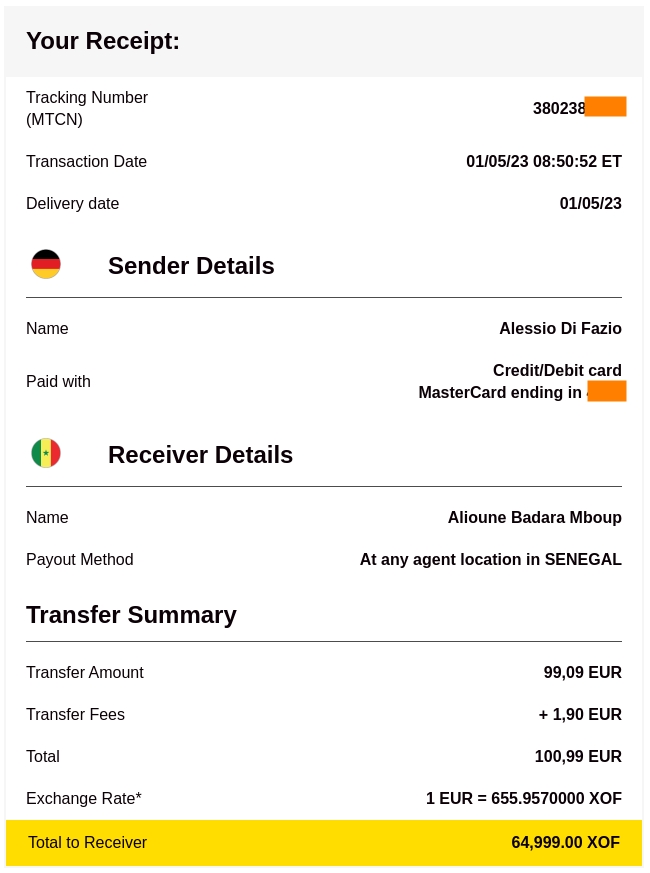 Your Receipt:
Tracking Number
(MTCN)
380238
Transaction Date
01/05/23 08:50:52 ET
Delivery date
01/05/23
Sender Details
Name
Alessio Di Fazio
Paid with
Credit/Debit card
MasterCard ending in
Receiver Details
Name
Alioune Badara Mboup
Payout Method
At any agent location in SENEGAL
Transfer Summary
Transfer Amount
99,09 EUR
Transfer Fees
+ 1,90 EUR
Total
100,99 EUR
Exchange Rate*
1 EUR = 655.9570000 XOF
Total to Receiver
64,999.00 XOF